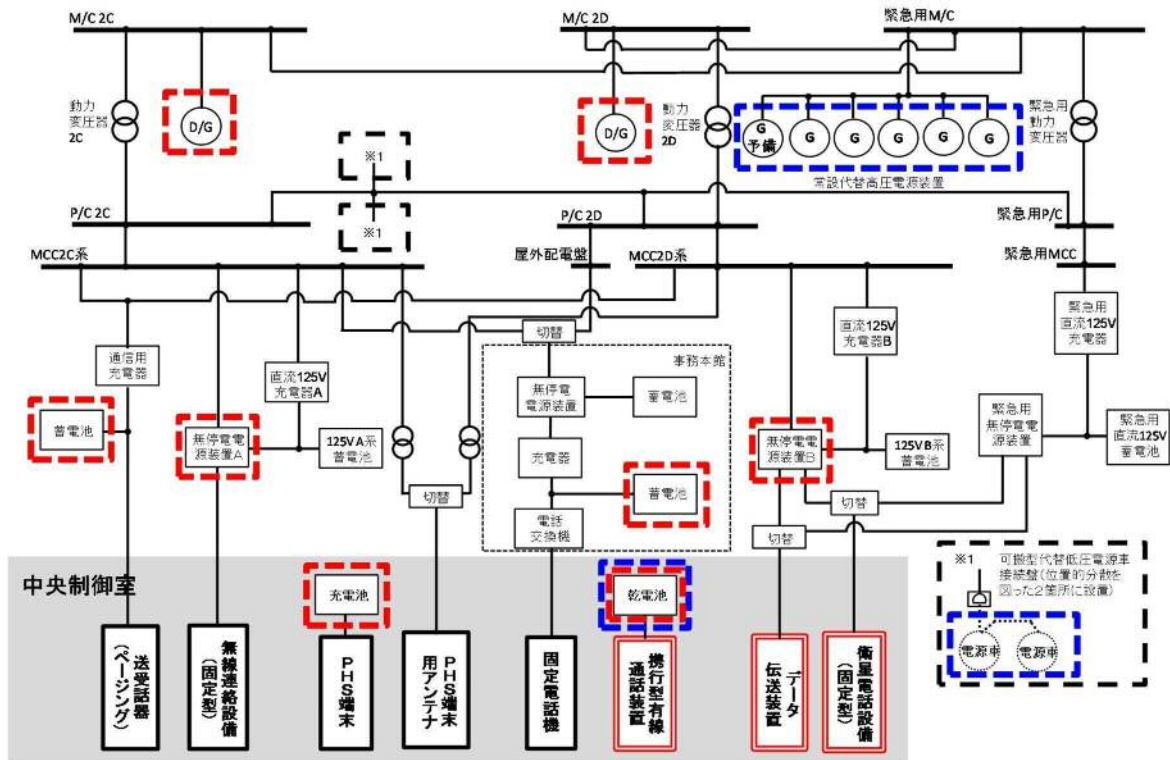 M/C 2C
M/C 2D
緊急用M/C
動力
変圧器
2C
D/G
D/G
動力
変圧器
2D
G
予備
G
G
G
G
G
緊急用
動力
変圧器
常設代替高圧電源装置
※1
※1
P/C 2C
P/C 2D
緊急用P/C
MCC2C系
屋外配電盤
MCC2D系
緊急用MCC
通信用
充電器
直流125V
充電器A
切替
事務本館
直流125V
充電器B
緊急用
直流125V
充電器
蓄電池
無停電電
源装置A
125V A系
蓄電池
無停電
電源装置
蓄電池
無停電電
源装置B
125V B系
蓄電池
緊急用
無停電電
源装置
緊急用
直流125V
蓄電池
充電器
切替
蓄電池
切替
電話
交換機
切替
中央制御室
充電池
乾電池
※1
可搬型代替低圧電源車
接続盤(位置的分散を
図った2箇所に設置)
電源車
電源車
送受話器
(ページング)
無線連絡設備
(固定型)
PHS端末
PHS端末
用アンテナ
固定電話機
携行型有線
通話装置
データ
伝送装置
衛星電話設備
(固定型)